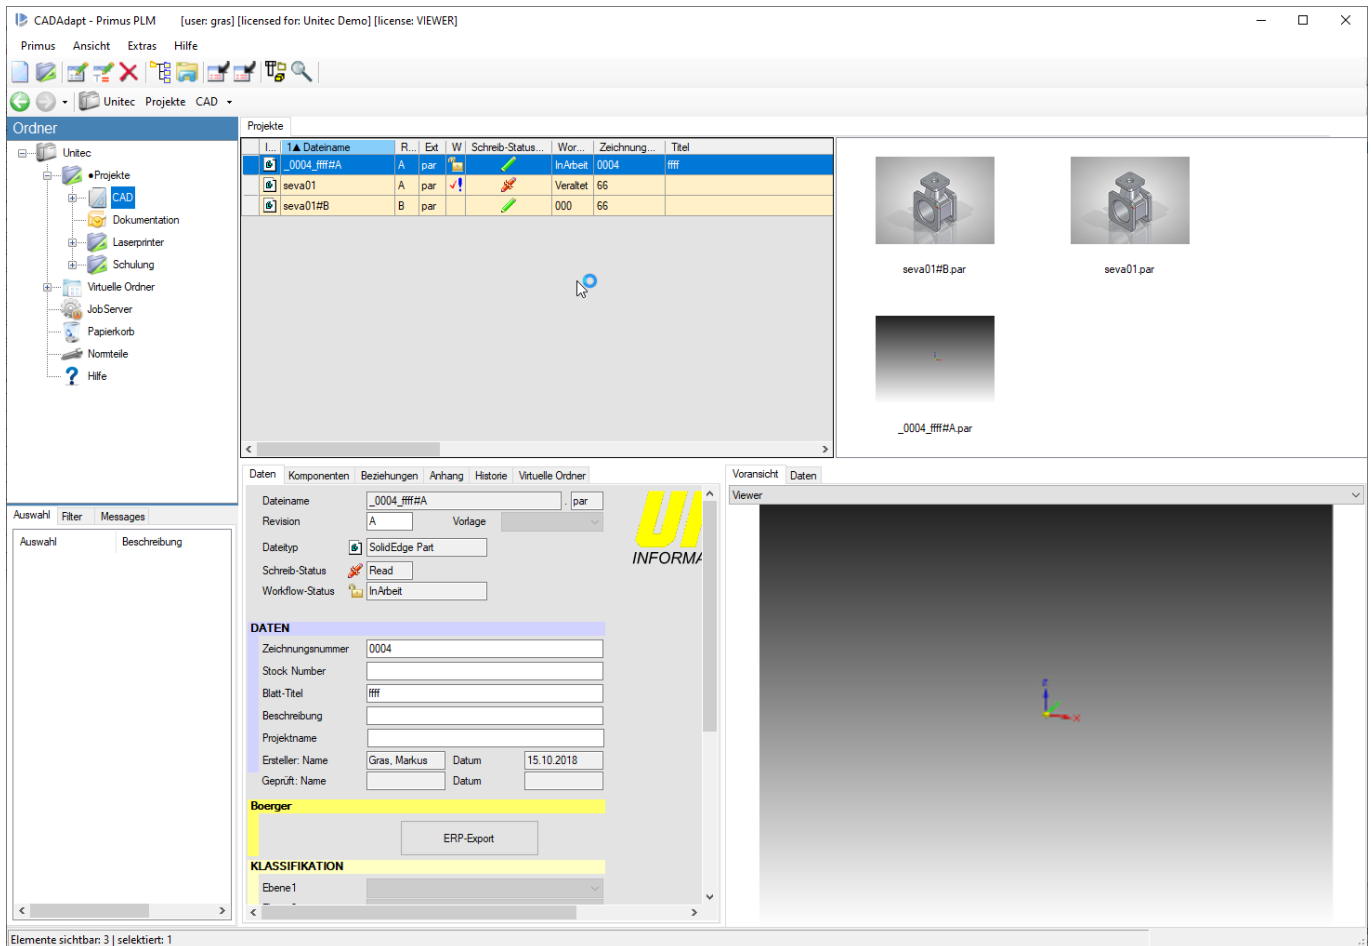 CADAdapt - Primus PLM [user: gras] [licensed for: Unitec Demo] [license: VIEWER]
Primus Ansicht Extras Hilfe
Unitec Projekte CAD
Ordner
Unitec
•Projekte
CAD
Dokumentation
Laserprinter
Schulung
Virtuelle Ordner
JobServer
Papierkorb
Normteile
Hilfe
Auswahl Filter Messages
Auswahl Beschreibung
Projekte
I... 1▲ Dateiname R... Ext W Schreib-Status... Wor... Zeichnung... Titel
_0004_ffff#A A par InArbeit 0004 ffff
seva01 A par Veraltet 66
seva01#B B par 000 66
seva01#B.par seva01.par
_0004_ffff#A.par
Daten Komponenten Beziehungen Anhang Historie Virtuelle Ordner
Dateiname _0004_ffff#A . par
Revision A Vorlage
Dateityp SolidEdge Part
Schreib-Status Read
Workflow-Status InArbeit
INFORMA
DATEN
Zeichnungsnummer 0004
Stock Number
Blatt-Titel ffff
Beschreibung
Projektname
Ersteller: Name Gras, Markus Datum 15.10.2018
Geprüft: Name Datum
Boerger
ERP-Export
KLASSIFIKATION
Ebene1
Voransicht Daten
Viewer
Z
X
Elemente sichtbar: 3 | selektiert: 1